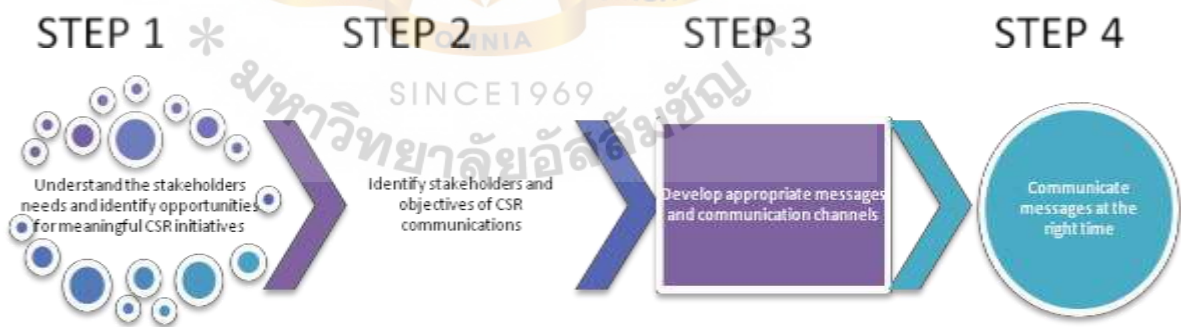 STEP 1
STEP 2
STEP 3
STEP 4
OMNIA
SINCE1969
มหาวิทยาลัยอัสสัมชัญ
Understand the stakeholders
needs and identify opportunities
for meaningful CSR initiatives
Identify stakeholders and
objectives of CSR
communications
Develop appropriate messages
and communication channels
Communicate
messages at the
right time